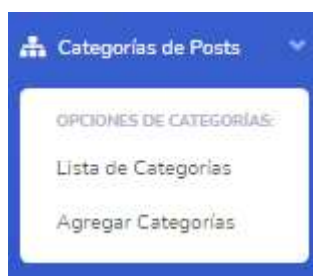 Categorías de Posts
OPCIONES DE CATEGORÍAS:
Lista de Categorías
Agregar Categorías